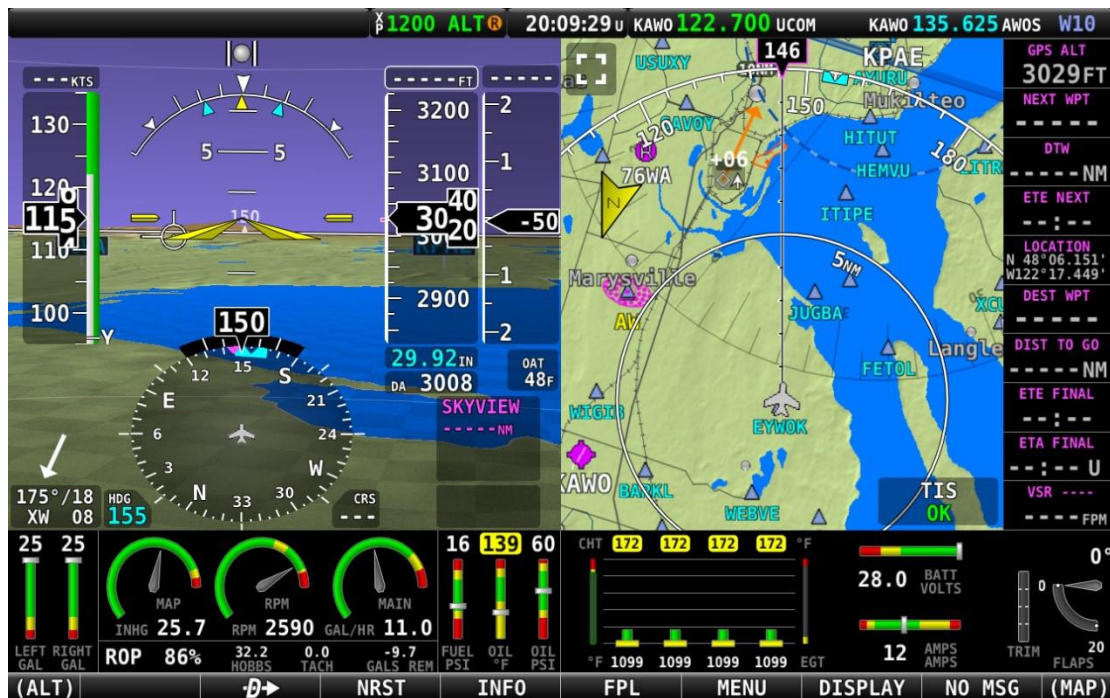 XP 1200 ALT R 20:09:29 U KAWO 122.700 UCOM KAWO 135.625 AWOS W10
---KTS
130
120
115
110
100
Y
5 5
150
-----FT
-----
3200
3100
3040
3020
2900
2
1
-50
1
2
29.92IN
DA 3008
OAT
48F
SKYVIEW
-----NM
150
12 15 S 21 24 W 30 33 N 3 6 E
175°/18
XW 08
HDG
155
CRS
---
146
KPAE
USUXY
10NM
AYURU
Mukilteo
SAVOY
120
150
180
HITUT
HEMVU
+06
76WA
N
ITIPE
5NM
Marysville
AW
JUGBA
FETOL
Langle
WIGIB
EYWOK
KAWO
BARKL
WEBVE
TIS
OK
GPS ALT
3029FT
NEXT WPT
-----
DTW
-----NM
ETE NEXT
--:--
LOCATION
N 48°06.151'
W122°17.449'
DEST WPT
-----
DIST TO GO
-----NM
ETE FINAL
--:--
ETA FINAL
--:-- U
VSR ----
----FPM
25 25
LEFT GAL
RIGHT GAL
MAP
INHG 25.7
RPM
RPM 2590
MAIN
GAL/HR 11.0
ROP 86%
32.2 HOBBS
0.0 TACH
-9.7 GALS REM
16 139 60
FUEL PSI
OIL °F
OIL PSI
CHT 172 172 172 172 °F
°F 1099 1099 1099 1099 EGT
28.0 BATT VOLTS
12 AMPS AMPS
TRIM
0°
0
20
FLAPS
(ALT) -D→ NRST INFO FPL MENU DISPLAY NO MSG (MAP)